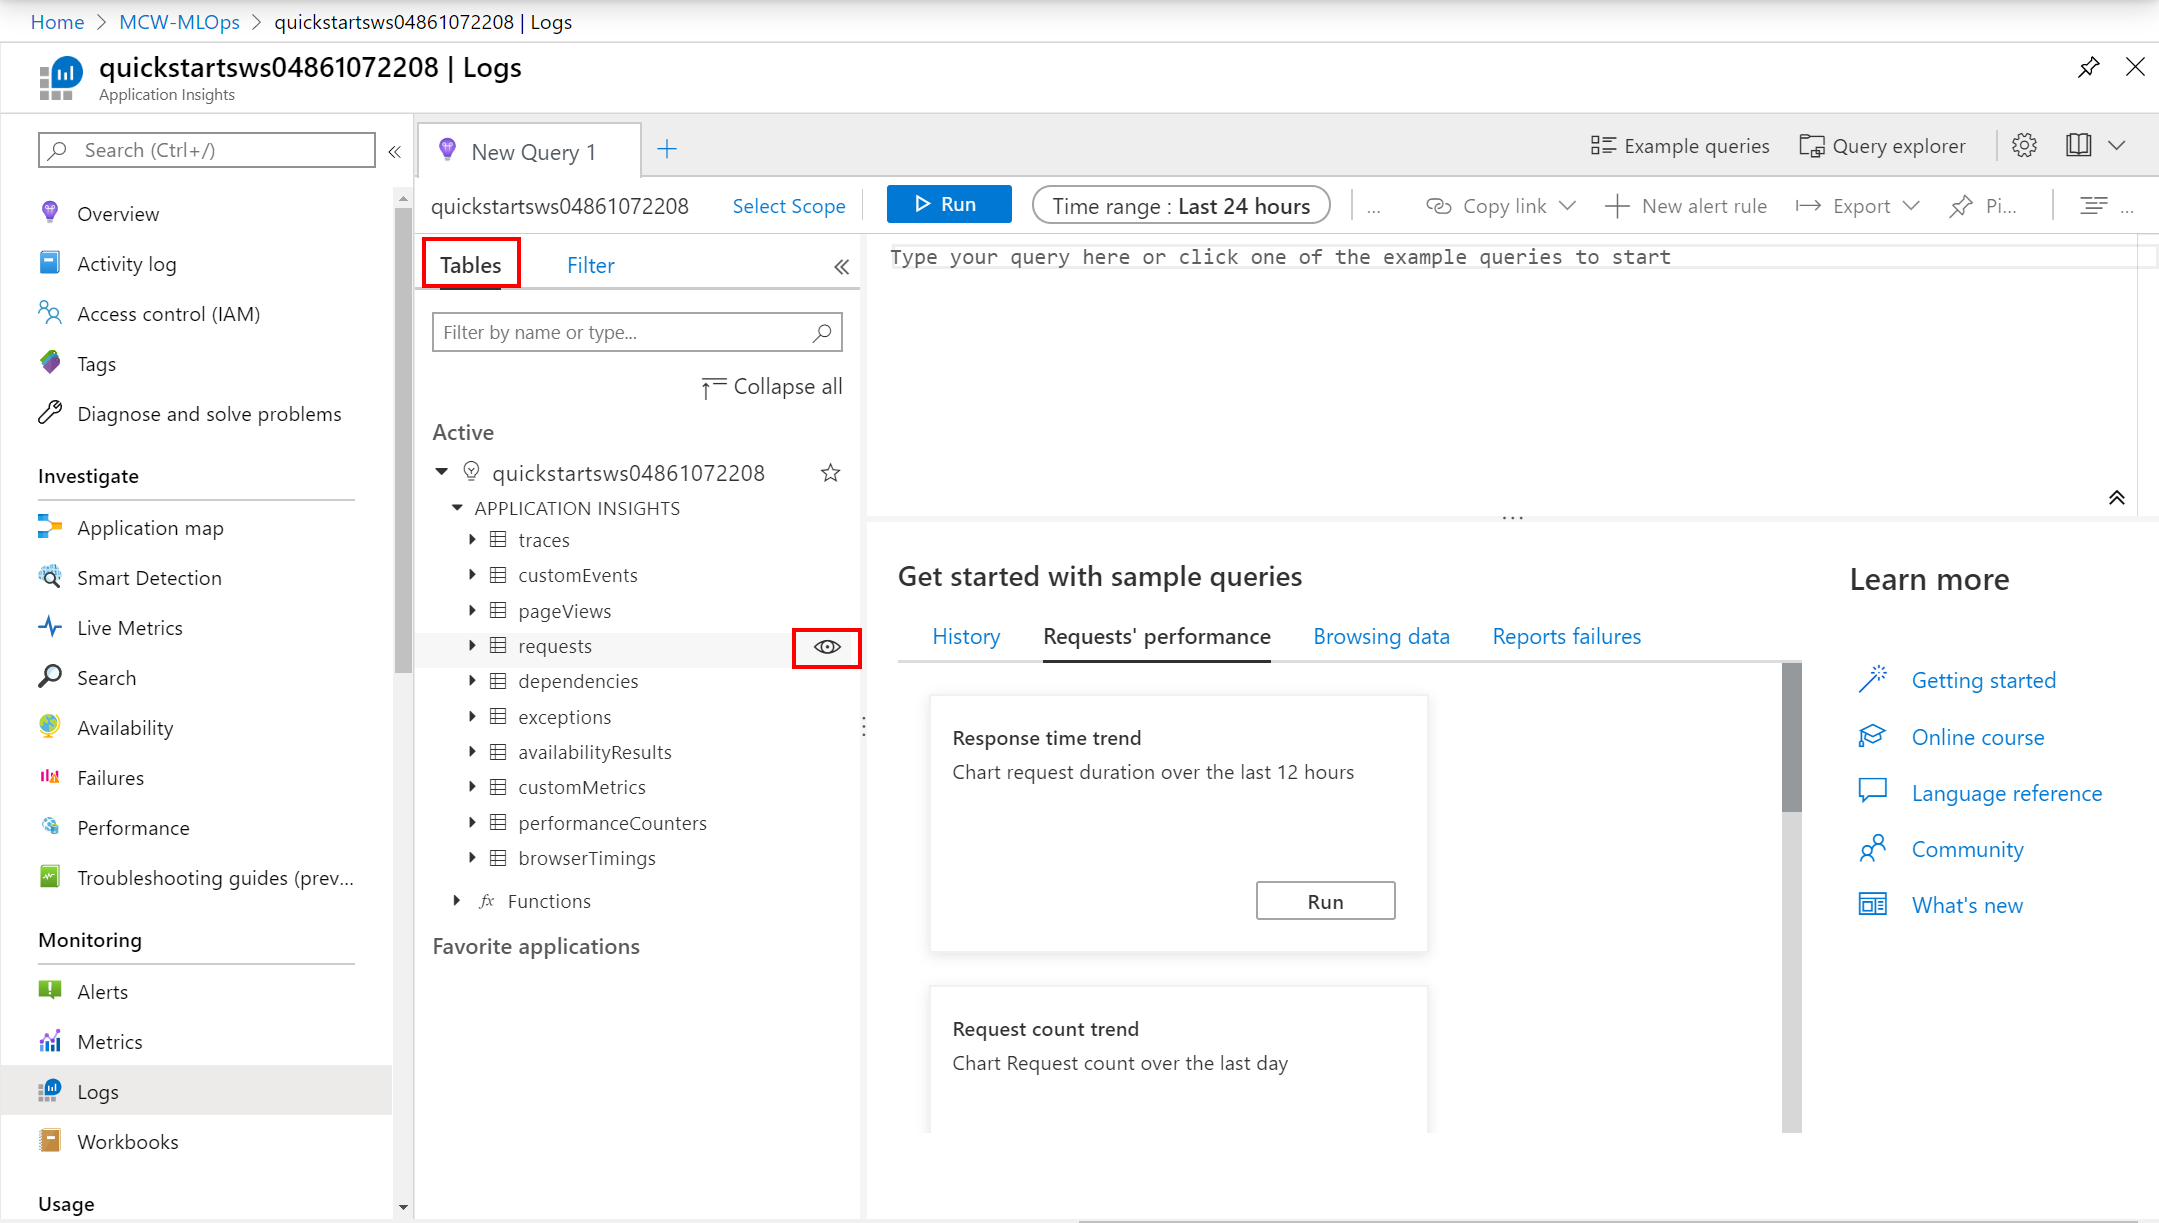 Home > MCW-MLOps > quickstartsws04861072208 | Logs
quickstartsws04861072208 | Logs
Application Insights
Search (Ctrl+/)
Overview
Activity log
Access control (IAM)
Tags
Diagnose and solve problems
Investigate
Application map
Smart Detection
Live Metrics
Search
Availability
Failures
Performance
Troubleshooting guides (prev...
Monitoring
Alerts
Metrics
Logs
Workbooks
Usage
New Query 1
Example queries
Query explorer
quickstartsws04861072208
Select Scope
Run
Time range : Last 24 hours
...
Copy link
New alert rule
Export
Pi...
...
Tables
Filter
Filter by name or type...
Collapse all
Active
quickstartsws04861072208
APPLICATION INSIGHTS
traces
customEvents
pageViews
requests
dependencies
exceptions
availabilityResults
customMetrics
performanceCounters
browserTimings
fx Functions
Favorite applications
Type your query here or click one of the example queries to start
Get started with sample queries
History
Requests' performance
Browsing data
Reports failures
Response time trend
Chart request duration over the last 12 hours
Run
Request count trend
Chart Request count over the last day
Learn more
Getting started
Online course
Language reference
Community
What's new